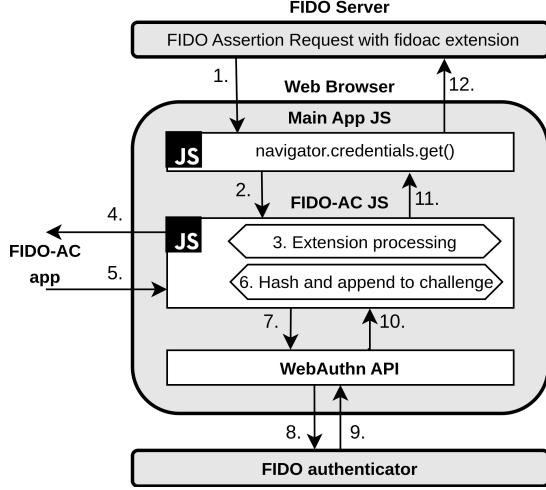 FIDO Server
FIDO Assertion Request with fidoac extension
1.
12.
Web Browser
Main App JS
JS
navigator.credentials.get()
2.
11.
FIDO-AC JS
4.
JS
3. Extension processing
FIDO-AC
app
5.
6. Hash and append to challenge
7.
10.
WebAuthn API
8.
9.
FIDO authenticator